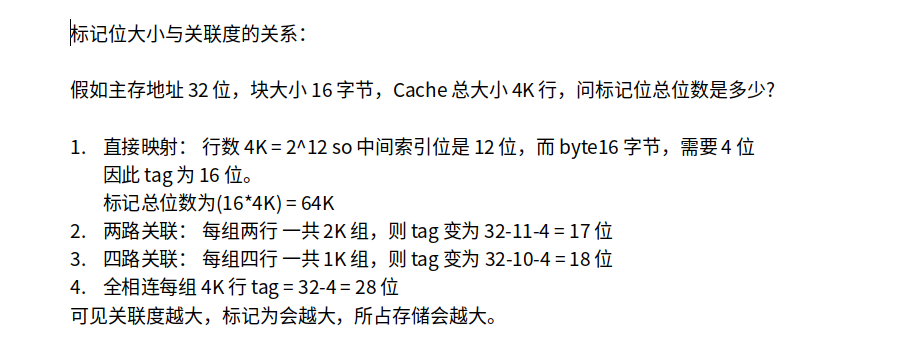 标记位大小与关联度的关系：
假如主存地址 32 位，块大小 16 字节，Cache 总大小 4K 行，问标记位总位数是多少?
1. 直接映射： 行数 4K = 2^12 so 中间索引位是 12 位，而 byte16 字节，需要 4 位
因此 tag 为 16 位。
标记总位数为(16*4K) = 64K
2. 两路关联： 每组两行 一共 2K 组，则 tag 变为 32-11-4 = 17 位
3. 四路关联： 每组四行 一共 1K 组，则 tag 变为 32-10-4 = 18 位
4. 全相连每组 4K 行 tag = 32-4 = 28 位
可见关联度越大，标记为会越大，所占存储会越大。